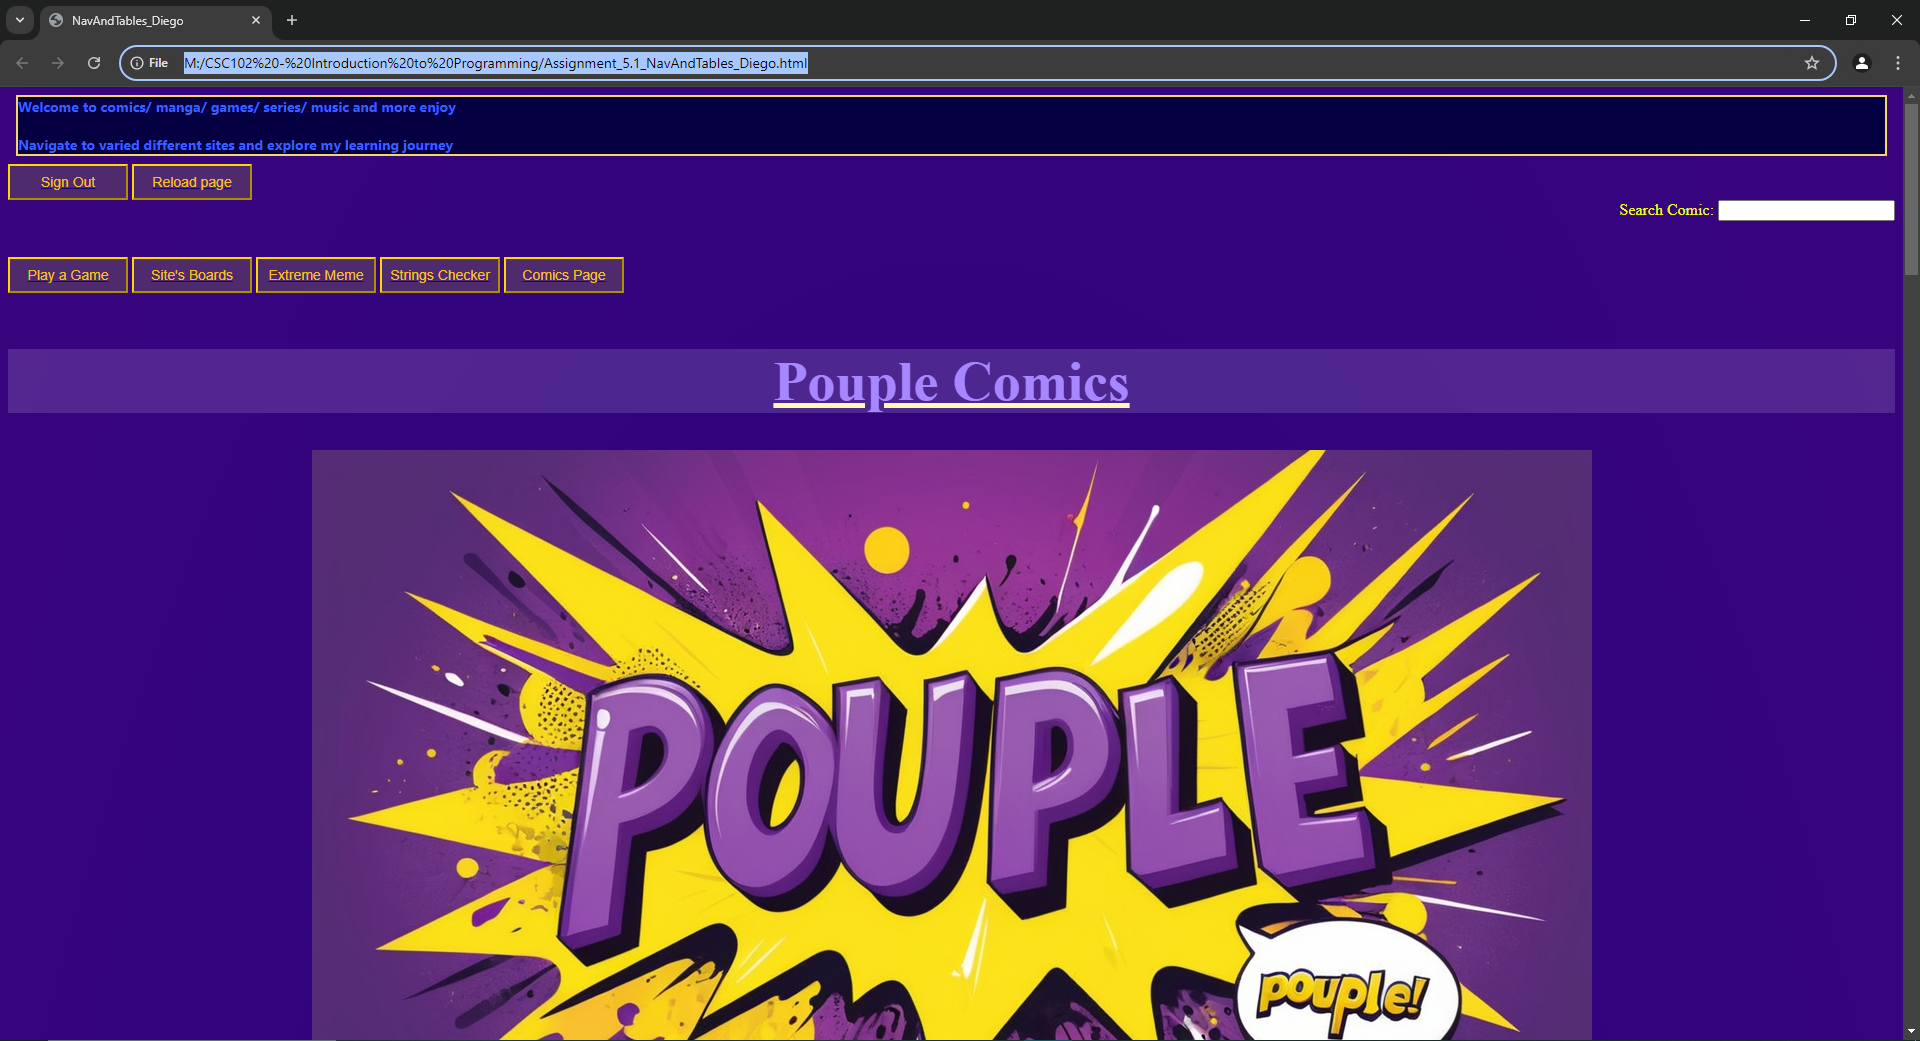 NavAndTables_Diego
File M:/CSC102%20-%20Introduction%20to%20Programming/Assignment_5.1_NavAndTables_Diego.html
Welcome to comics/ manga/ games/ series/ music and more enjoy
Navigate to varied different sites and explore my learning journey
Sign Out Reload page
Search Comic:
Play a Game Site's Boards Extreme Meme Strings Checker Comics Page
Pouple Comics
POUPLE
pouple!